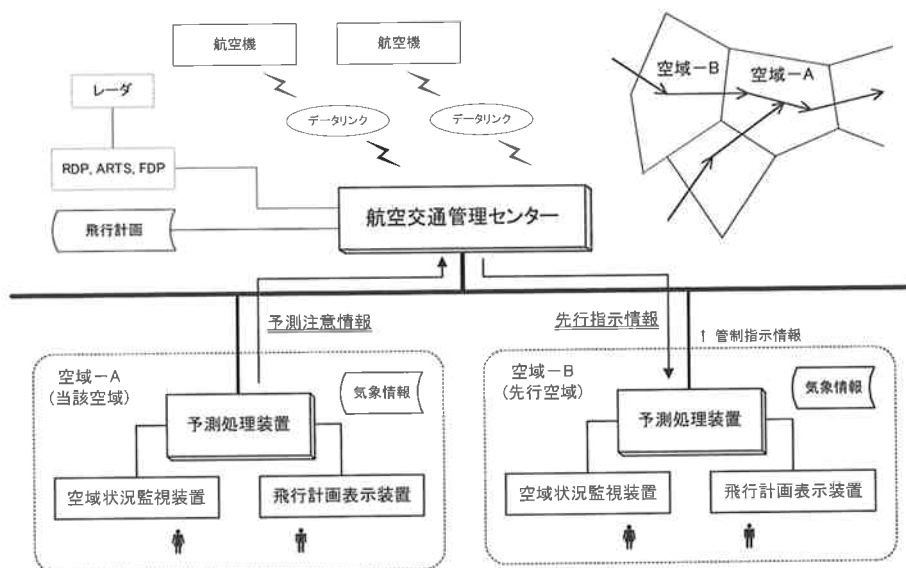 航空機
航空機
空域－B
空域－A
レーダ
データリンク
データリンク
RDP, ARTS, FDP
航空交通管理センター
飛行計画
予測注意情報
先行指示情報
↑ 管制指示情報
空域－A
(当該空域)
気象情報
予測処理装置
空域状況監視装置
飛行計画表示装置
空域－B
(先行空域)
気象情報
予測処理装置
空域状況監視装置
飛行計画表示装置